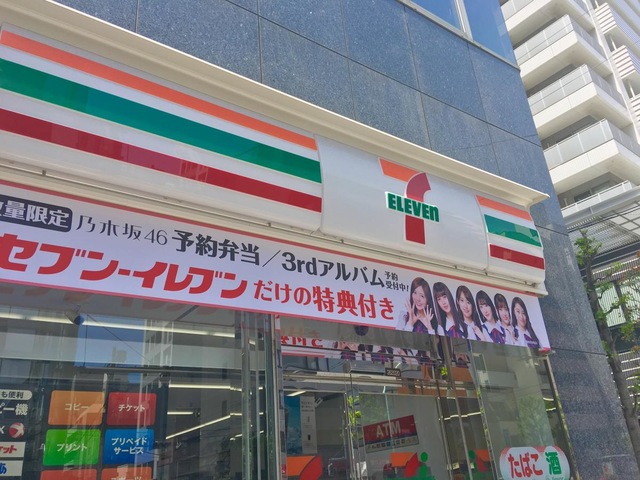 7
ELEVEN
数量限定 乃木坂46 予約弁当/3rdアルバム 予約受付中!
セブン-イレブンだけの特典付き
コピー
チケット
プリント
プリペイド
サービス
ATM
たばこ 酒